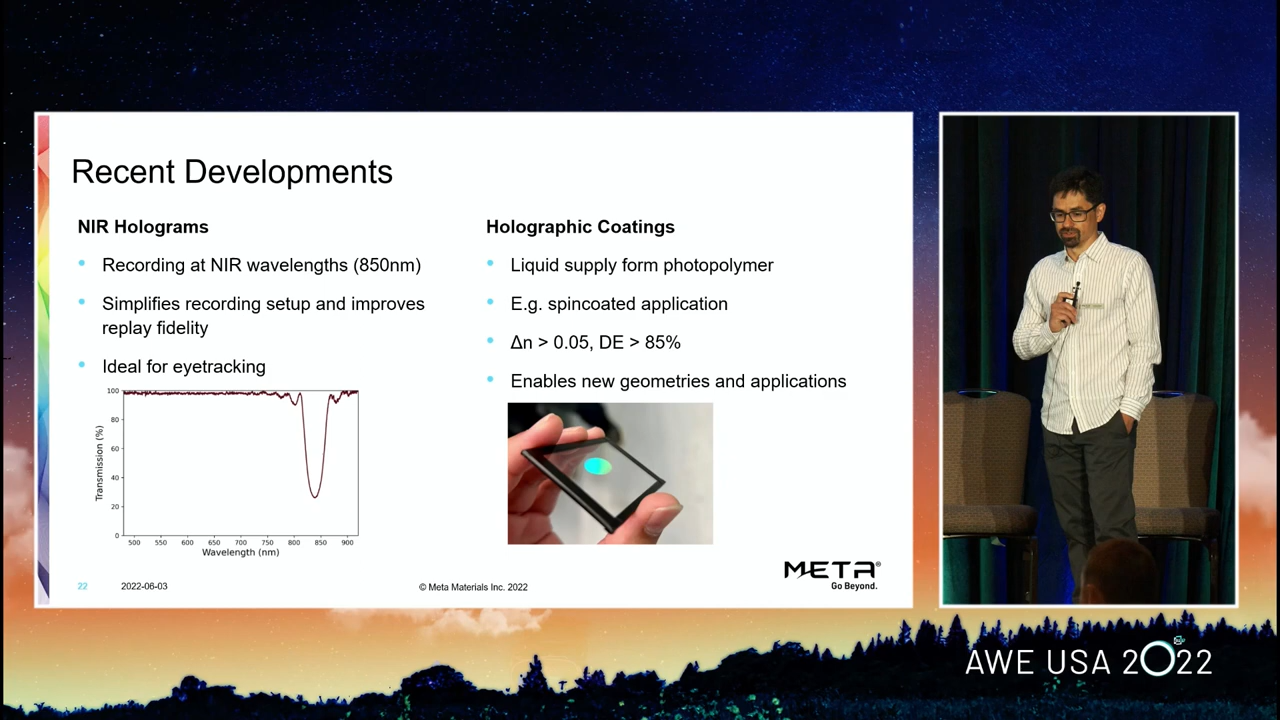 Recent Developments
NIR Holograms
Recording at NIR wavelengths (850nm)
Simplifies recording setup and improves
replay fidelity
Ideal for eyetracking
100
80
60
40
20
0
Transmission (%)
500 550 600 650 700 750 800 850 900
Wavelength (nm)
Holographic Coatings
Liquid supply form photopolymer
E.g. spincoated application
Δn > 0.05, DE > 85%
Enables new geometries and applications
22 2022-06-03 © Meta Materials Inc. 2022
META®
Go Beyond.
AWE USA 2022